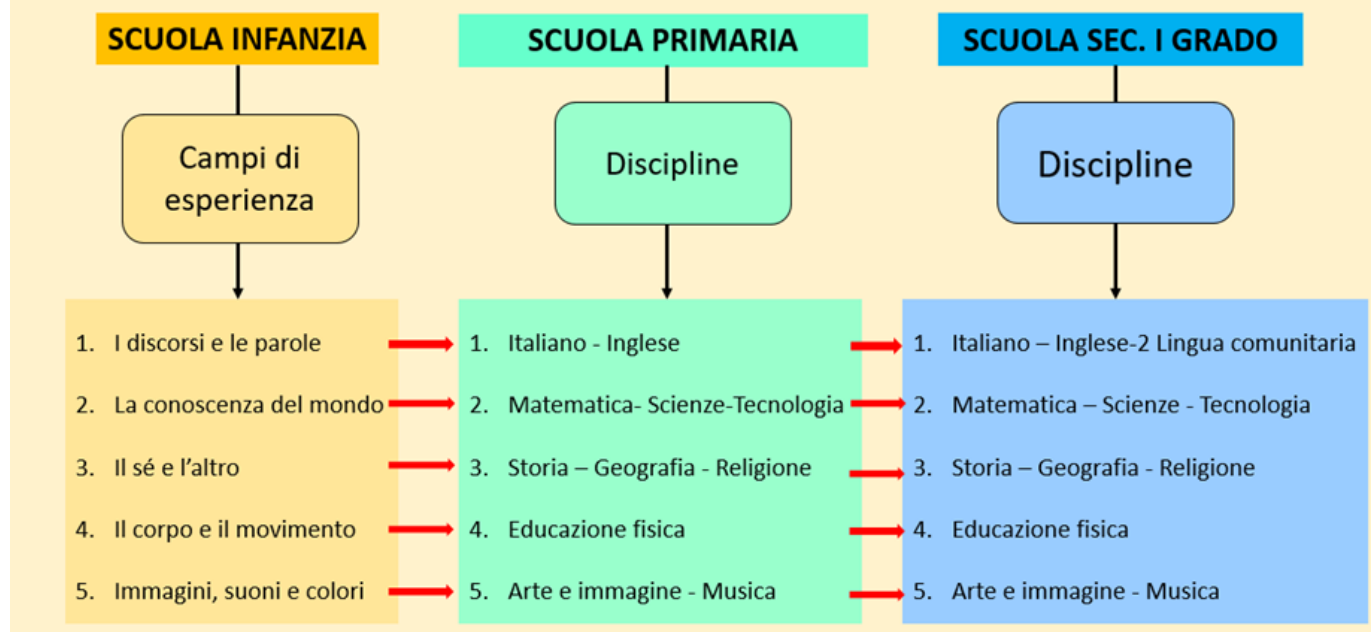 SCUOLA INFANZIA
Campi di
esperienza
1. I discorsi e le parole
2. La conoscenza del mondo
3. Il sé e l'altro
4. Il corpo e il movimento
5. Immagini, suoni e colori
SCUOLA PRIMARIA
Discipline
1. Italiano - Inglese
2. Matematica- Scienze-Tecnologia
3. Storia – Geografia - Religione
4. Educazione fisica
5. Arte e immagine - Musica
SCUOLA SEC. I GRADO
Discipline
1. Italiano – Inglese-2 Lingua comunitaria
2. Matematica – Scienze - Tecnologia
3. Storia – Geografia - Religione
4. Educazione fisica
5. Arte e immagine - Musica